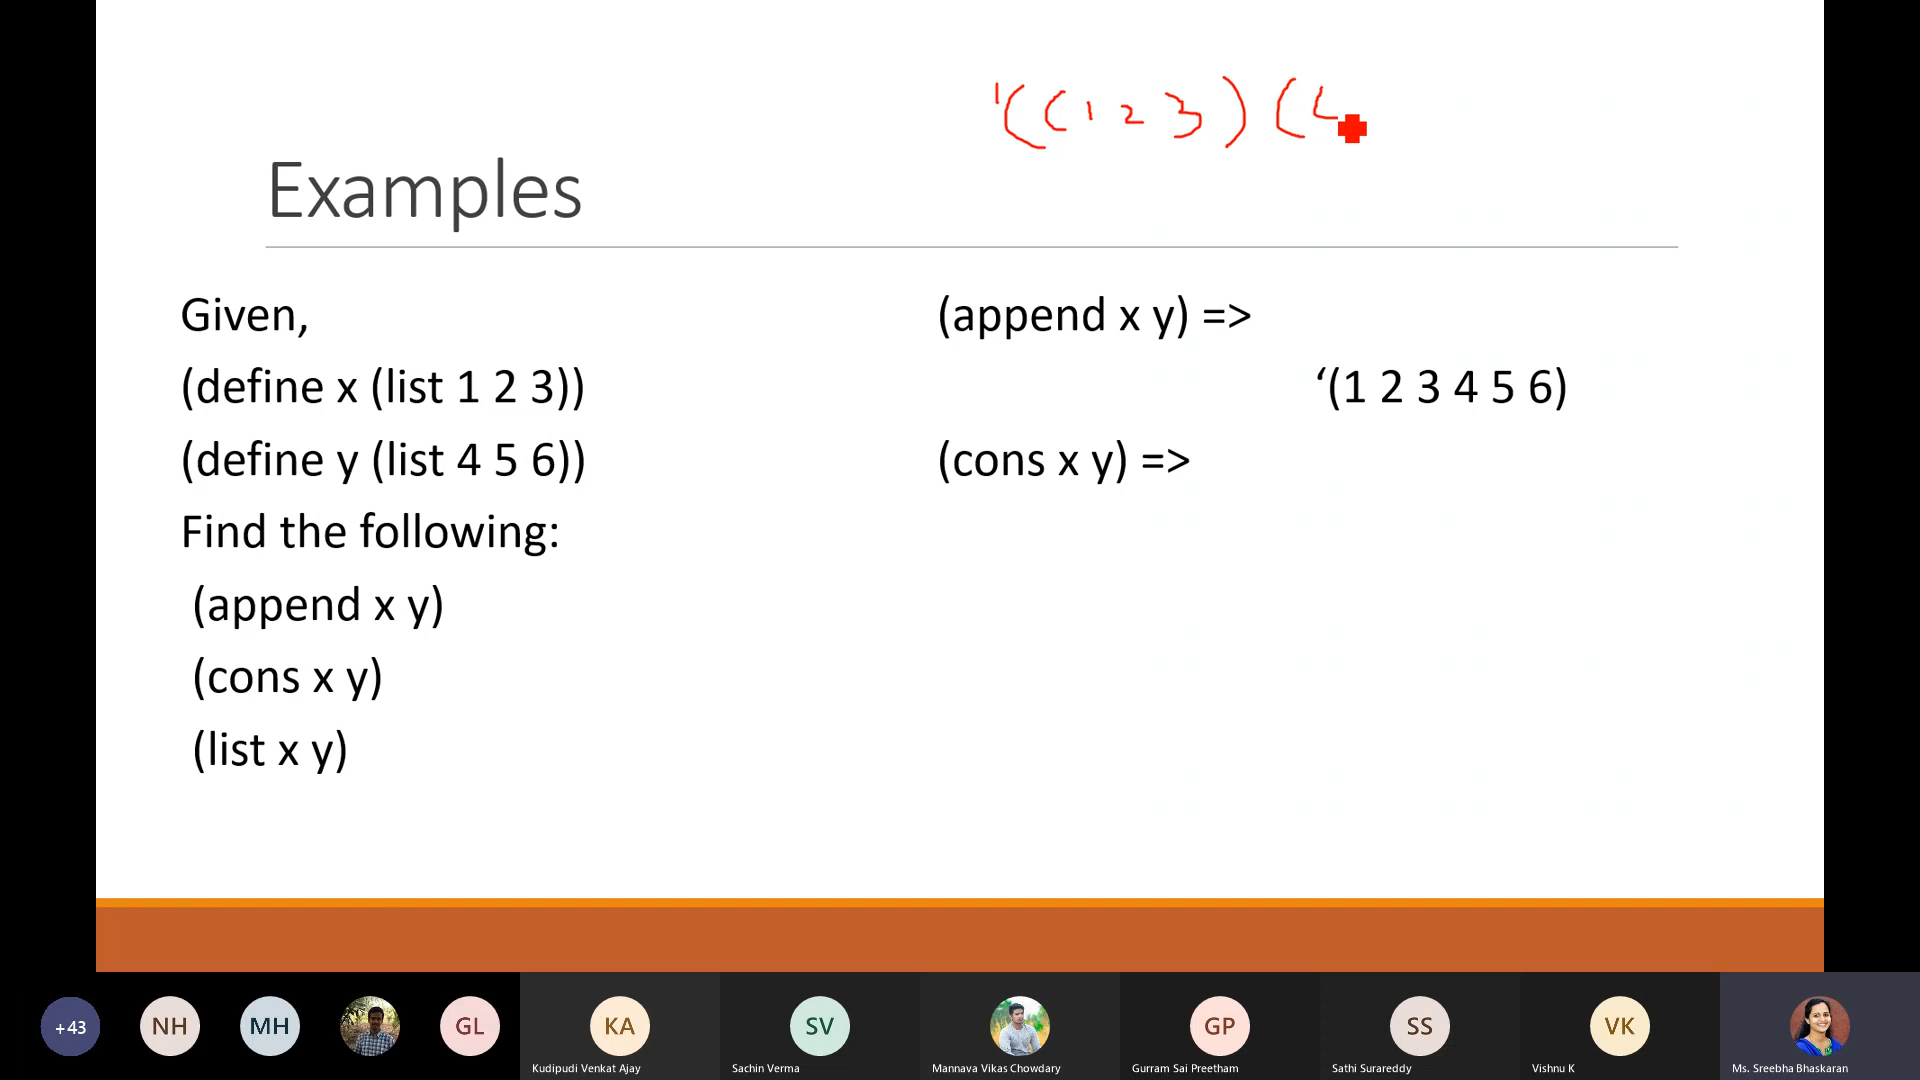 '((1 2 3) (4
Examples
Given,
(define x (list 1 2 3))
(define y (list 4 5 6))
Find the following:
(append x y)
(cons x y)
(list x y)
(append x y) =>
‘(1 2 3 4 5 6)
(cons x y) =>
+43
NH
MH
GL
KA
Kudipudi Venkat Ajay
SV
Sachin Verma
Mannava Vikas Chowdary
GP
Gurram Sai Preetham
SS
Sathi Surareddy
VK
Vishnu K
Ms. Sreebha Bhaskaran